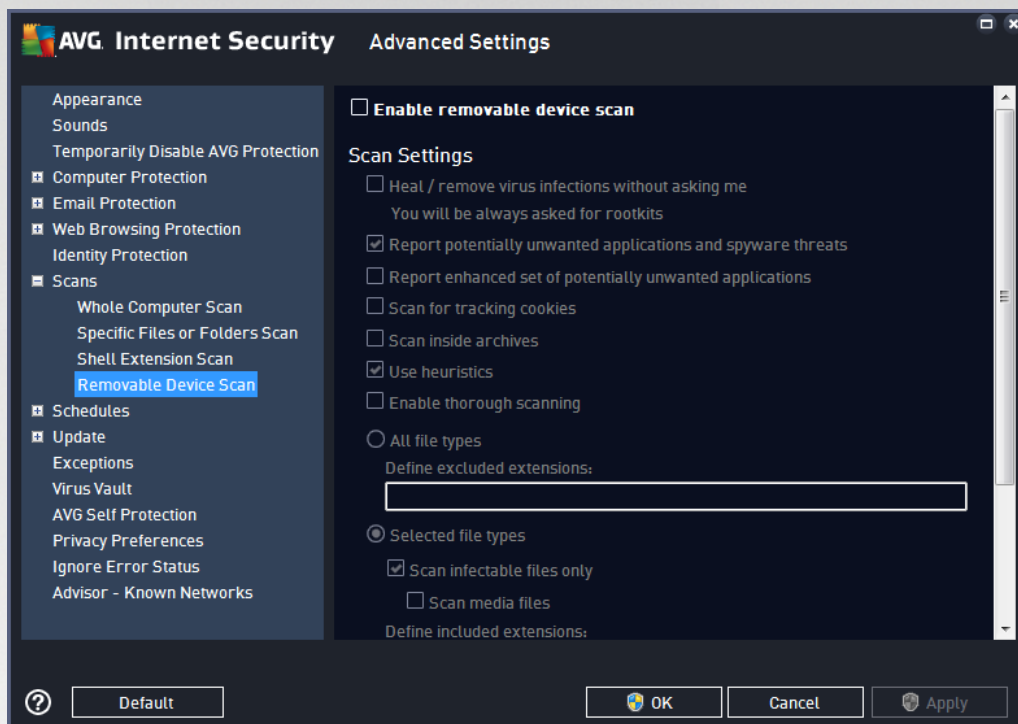 AVG. Internet Security Advanced Settings
Appearance
Sounds
Temporarily Disable AVG Protection
Computer Protection
Email Protection
Web Browsing Protection
Identity Protection
Scans
Whole Computer Scan
Specific Files or Folders Scan
Shell Extension Scan
Removable Device Scan
Schedules
Update
Exceptions
Virus Vault
AVG Self Protection
Privacy Preferences
Ignore Error Status
Advisor - Known Networks
Enable removable device scan
Scan Settings
Heal / remove virus infections without asking me
You will be always asked for rootkits
Report potentially unwanted applications and spyware threats
Report enhanced set of potentially unwanted applications
Scan for tracking cookies
Scan inside archives
Use heuristics
Enable thorough scanning
All file types
Define excluded extensions:
Selected file types
Scan infectable files only
Scan media files
Define included extensions:
? Default OK Cancel Apply